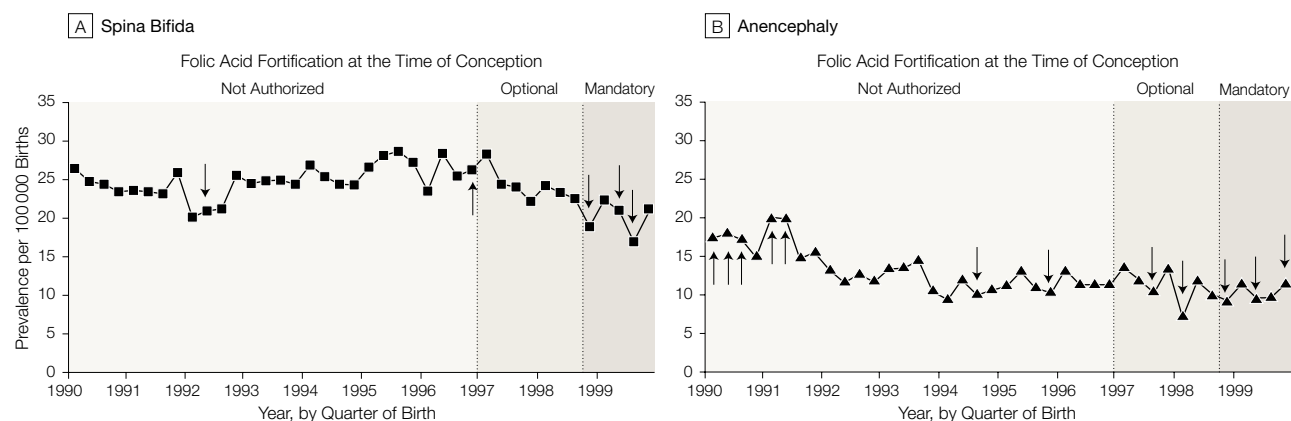 A Spina Bifida
Folic Acid Fortification at the Time of Conception
Not Authorized Optional Mandatory
Prevalence per 100 000 Births
35
30
25
20
15
10
5
0
1990 1991 1992 1993 1994 1995 1996 1997 1998 1999
Year, by Quarter of Birth
B Anencephaly
Folic Acid Fortification at the Time of Conception
Not Authorized Optional Mandatory
35
30
25
20
15
10
5
0
1990 1991 1992 1993 1994 1995 1996 1997 1998 1999
Year, by Quarter of Birth